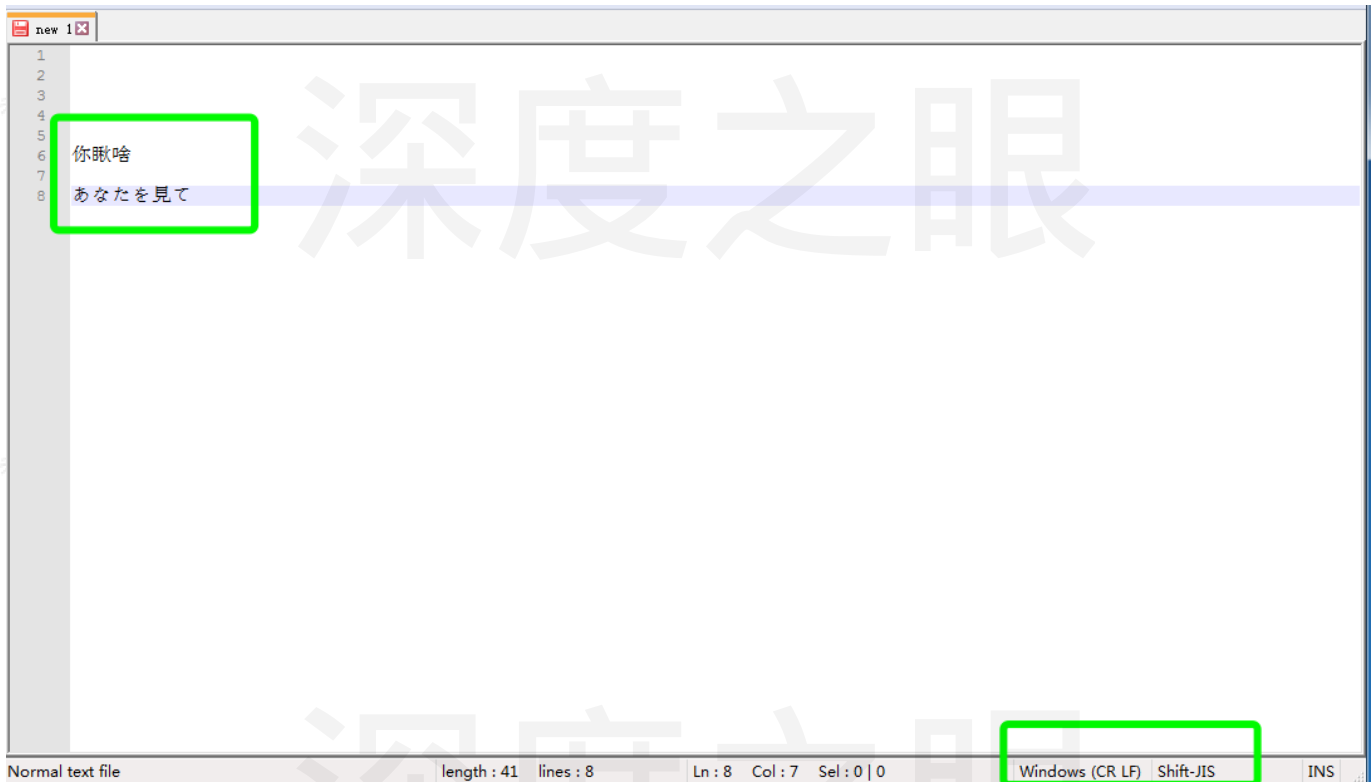 new 1
1
2
3
4
5
6 你瞅啥
7
8 あなたを見て
深度之眼
深度之眼
Normal text file length : 41 lines : 8 Ln : 8 Col : 7 Sel : 0 | 0 Windows (CR LF) Shift-JIS INS